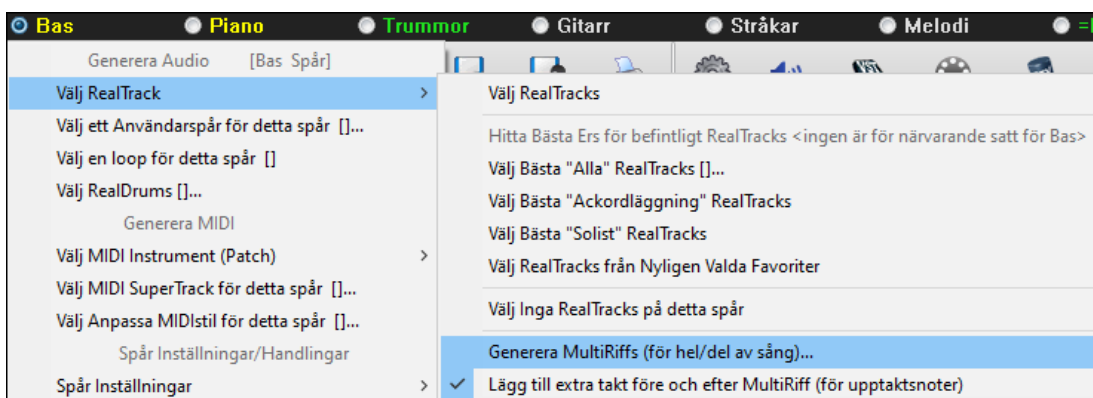 Bas Piano Trummor Gitarr Stråkar Melodi
Generera Audio [Bas Spår]
Välj RealTrack
Välj ett Användarspår för detta spår []...
Välj en loop för detta spår []
Välj RealDrums []...
Generera MIDI
Välj MIDI Instrument (Patch)
Välj MIDI SuperTrack för detta spår []...
Välj Anpassa MIDIstil för detta spår []...
Spår Inställningar/Handlingar
Spår Inställningar
Välj RealTracks
Hitta Bästa Ers för befintligt RealTracks <ingen är för närvarande satt för Bas>
Välj Bästa "Alla" RealTracks []...
Välj Bästa "Ackordläggning" RealTracks
Välj Bästa "Solist" RealTracks
Välj RealTracks från Nyligen Valda Favoriter
Välj Inga RealTracks på detta spår
Generera MultiRiffs (för hel/del av sång)...
Lägg till extra takt före och efter MultiRiff (för upptaktsnoter)